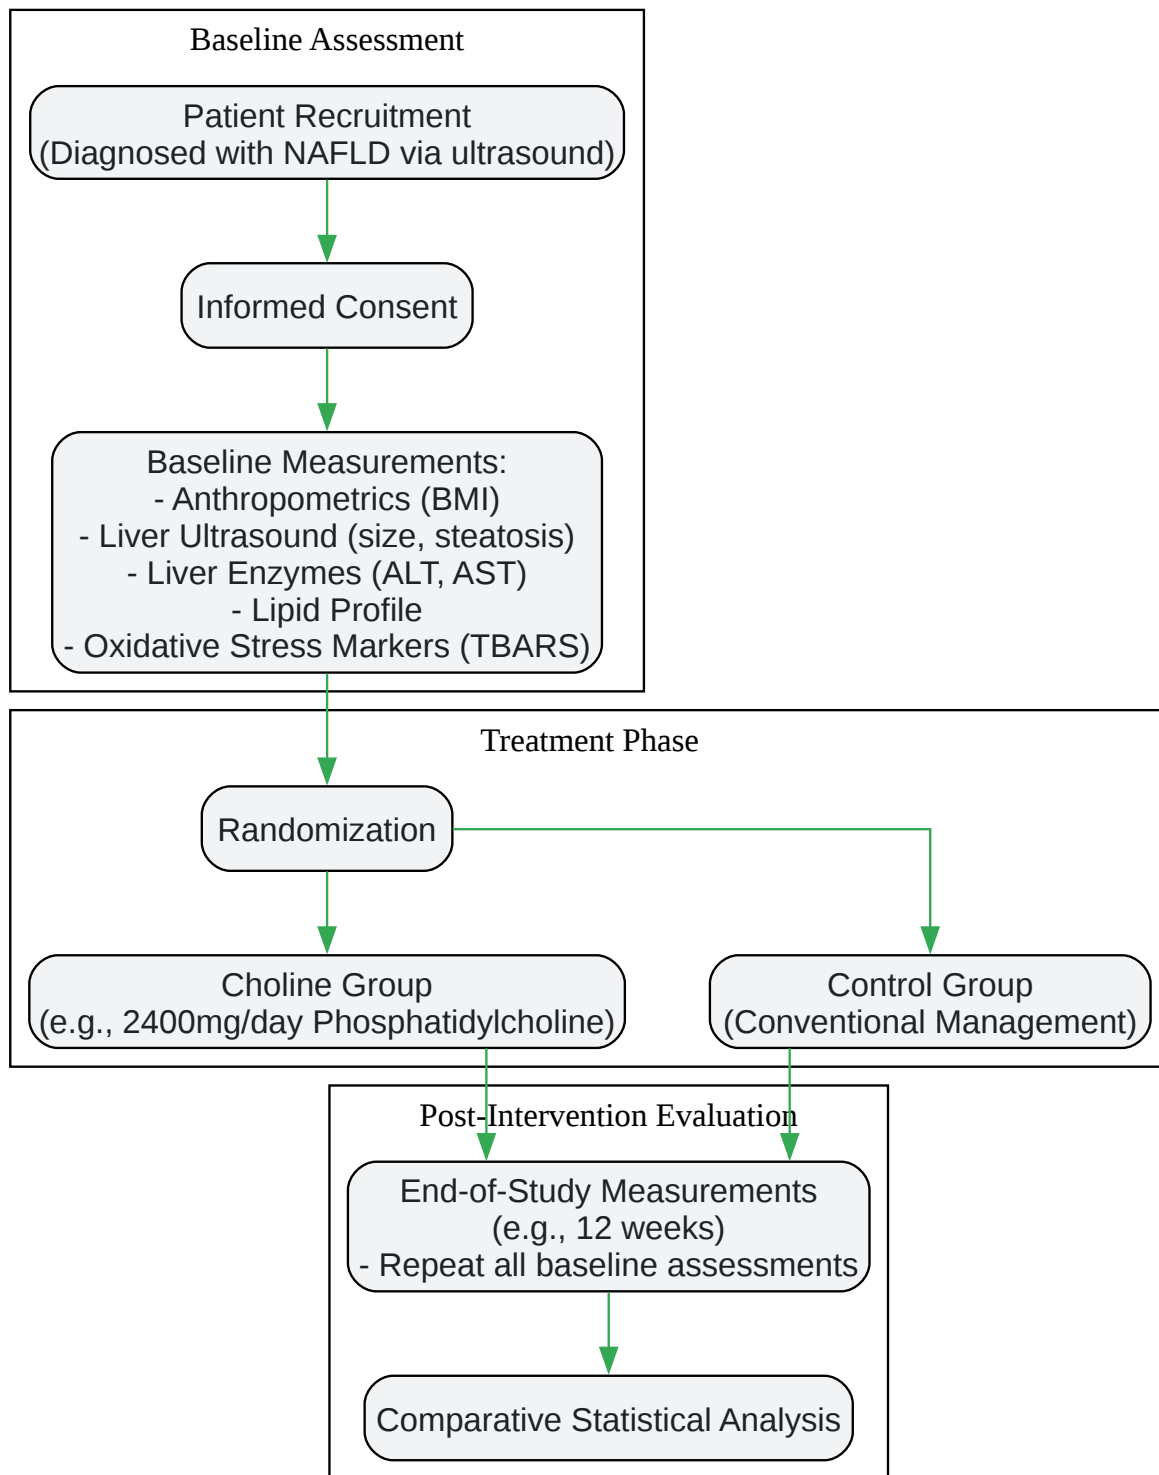 Baseline Assessment
Patient Recruitment
(Diagnosed with NAFLD via ultrasound)
Informed Consent
Baseline Measurements:
- Anthropometrics (BMI)
- Liver Ultrasound (size, steatosis)
- Liver Enzymes (ALT, AST)
- Lipid Profile
- Oxidative Stress Markers (TBARS)
Treatment Phase
Randomization
Choline Group
(e.g., 2400mg/day Phosphatidylcholine)
Control Group
(Conventional Management)
Post-Intervention Evaluation
End-of-Study Measurements
(e.g., 12 weeks)
- Repeat all baseline assessments
Comparative Statistical Analysis